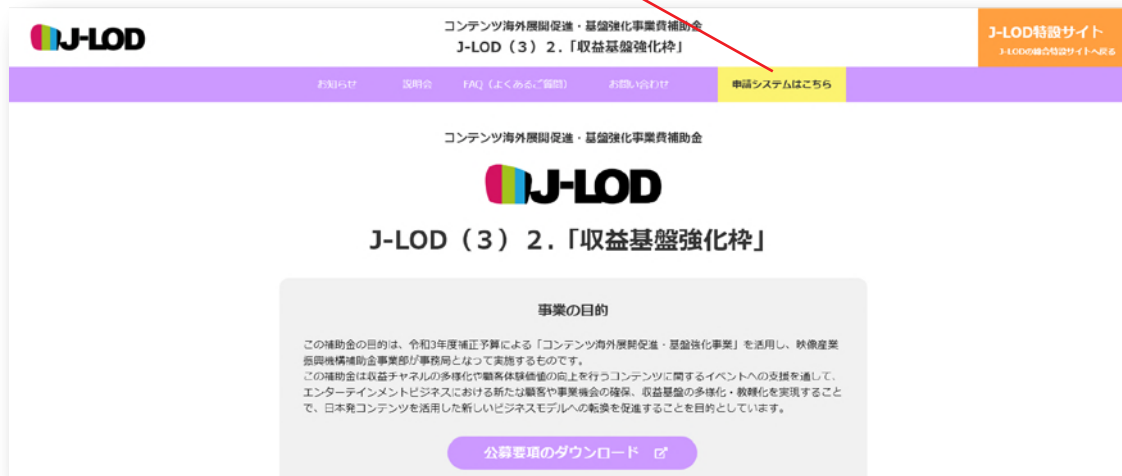 J-LOD
コンテンツ海外展開促進・基盤強化事業費補助金
J-LOD（3）2.「収益基盤強化枠」
J-LOD特設サイト
J-LODの総合特設サイトへ戻る
お知らせ 説明会 FAQ（よくあるご質問） お問い合わせ 申請システムはこちら
コンテンツ海外展開促進・基盤強化事業費補助金
J-LOD
J-LOD（3）2.「収益基盤強化枠」
事業の目的
この補助金の目的は、令和3年度補正予算による「コンテンツ海外展開促進・基盤強化事業」を活用し、映像産業
振興機構補助金事業部が事務局となって実施するものです。
この補助金は収益チャネルの多様化や顧客体験価値の向上を行うコンテンツに関するイベントへの支援を通して、
エンターテインメントビジネスにおける新たな顧客や事業機会の確保、収益基盤の多様化・複線化を実現すること
で、日本発コンテンツを活用した新しいビジネスモデルへの転換を促進することを目的としています。
公募要項のダウンロード